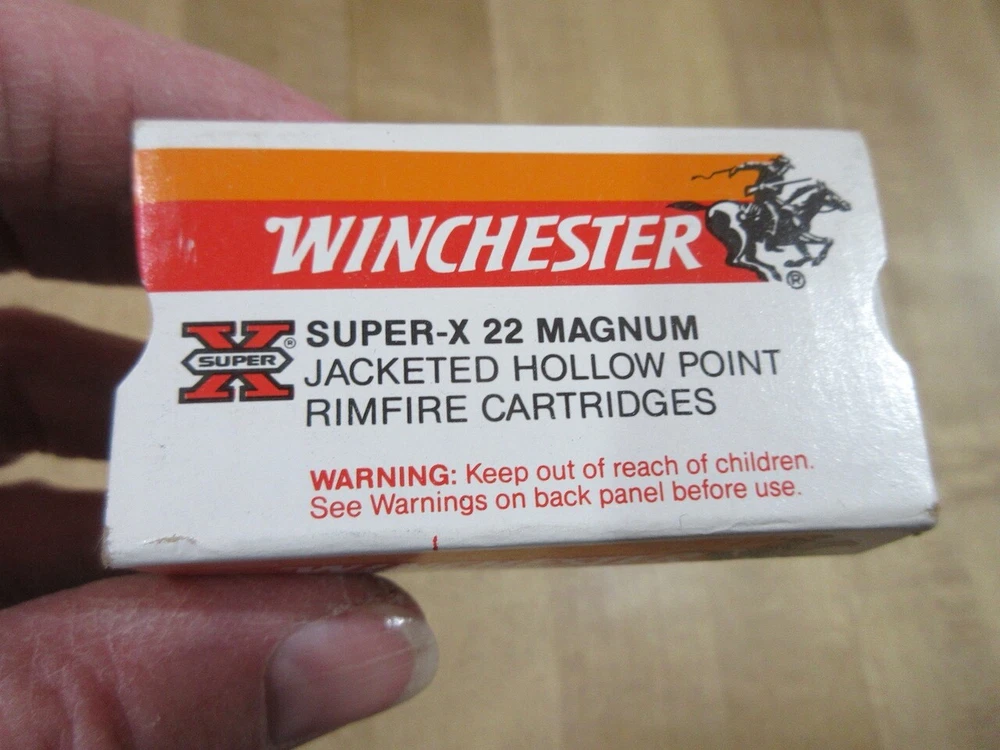 WINCHESTER
®
X SUPER ®
SUPER-X 22 MAGNUM
JACKETED HOLLOW POINT
RIMFIRE CARTRIDGES
WARNING: Keep out of reach of children.
See Warnings on back panel before use.